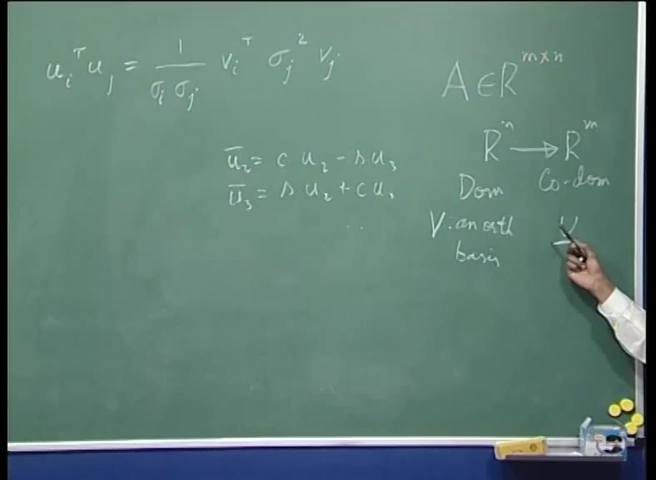 uᵢᵀuⱼ = 1/(σᵢσⱼ) vᵢᵀ σⱼ² vⱼ
A ∈ R^{m×n}
Rⁿ → Rᵐ
ū₂ = c u₂ − s u₃
ū₃ = s u₂ + c u₃
Dom Co-dom
V: an orth
basis
U